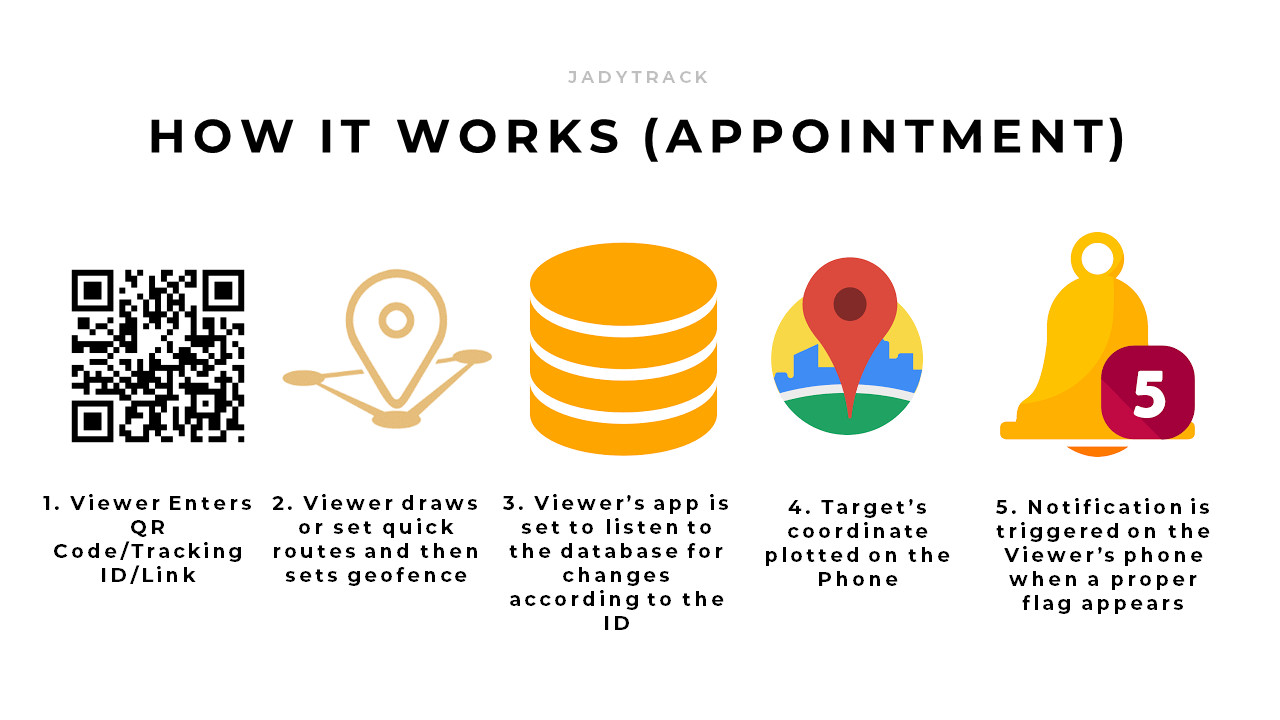 JADYTRACK
HOW IT WORKS (APPOINTMENT)
1. Viewer Enters
QR
Code/Tracking
ID/Link
2. Viewer draws
or set quick
routes and then
sets geofence
3. Viewer's app is
set to listen to
the database for
changes
according to the
ID
4. Target's
coordinate
plotted on the
Phone
5
5. Notification is
triggered on the
Viewer's phone
when a proper
flag appears